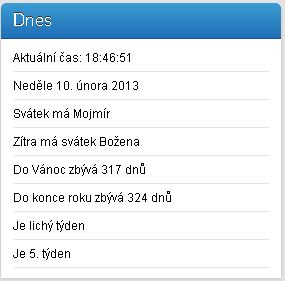 Dnes
Aktuální čas: 18:46:51
Neděle 10. února 2013
Svátek má Mojmír
Zítra má svátek Božena
Do Vánoc zbývá 317 dnů
Do konce roku zbývá 324 dnů
Je lichý týden
Je 5. týden